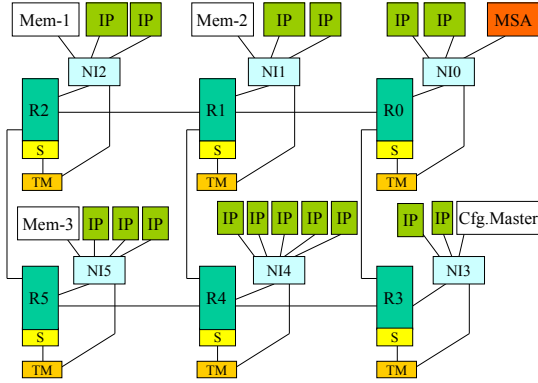 Mem-1 IP IP Mem-2 IP IP IP IP MSA
NI2 NI1 NI0
R2 R1 R0
S S S
TM TM TM
Mem-3 IP IP IP IP IP IP IP IP IP IP Cfg.Master
NI5 NI4 NI3
R5 R4 R3
S S S
TM TM TM